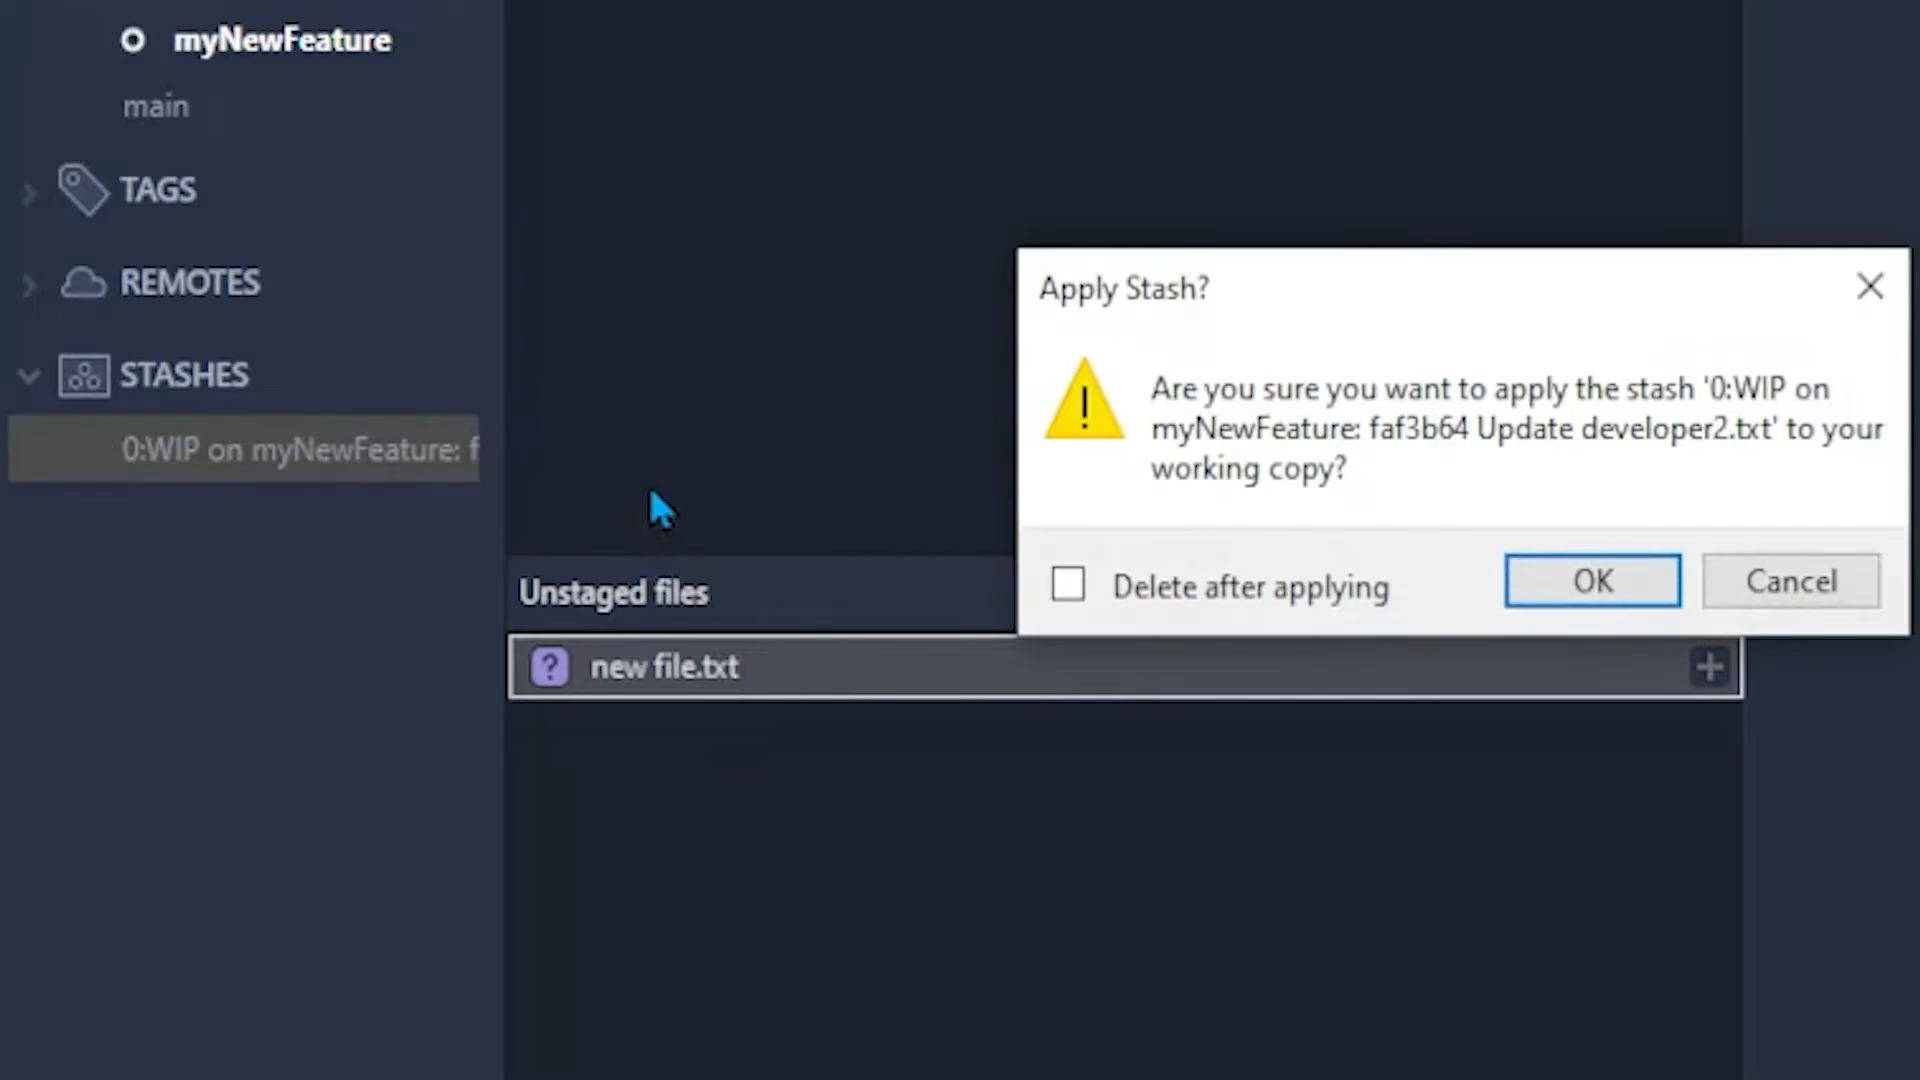 myNewFeature
main
TAGS
REMOTES
STASHES
0:WIP on myNewFeature: f
Apply Stash?
Are you sure you want to apply the stash '0:WIP on
myNewFeature: faf3b64 Update developer2.txt' to your
working copy?
Delete after applying
OK
Cancel
Unstaged files
new file.txt